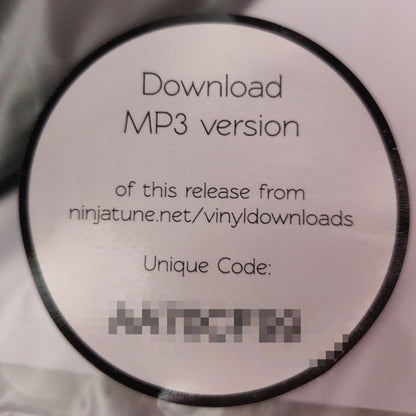 Download
MP3 version
of this release from
ninjatune.net/vinyldownloads
Unique Code: